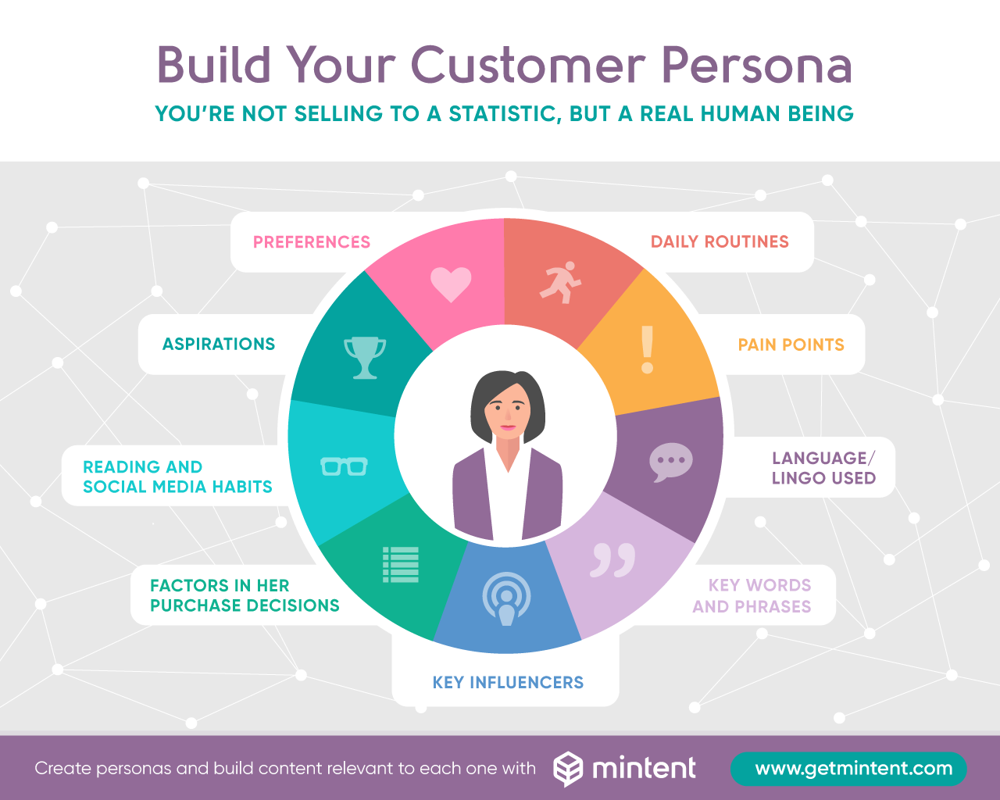 Build Your Customer Persona
YOU'RE NOT SELLING TO A STATISTIC, BUT A REAL HUMAN BEING
PREFERENCES
DAILY ROUTINES
ASPIRATIONS
PAIN POINTS
READING AND
SOCIAL MEDIA HABITS
LANGUAGE/
LINGO USED
FACTORS IN HER
PURCHASE DECISIONS
KEY WORDS
AND PHRASES
KEY INFLUENCERS
Create personas and build content relevant to each one with mintent www.getmintent.com